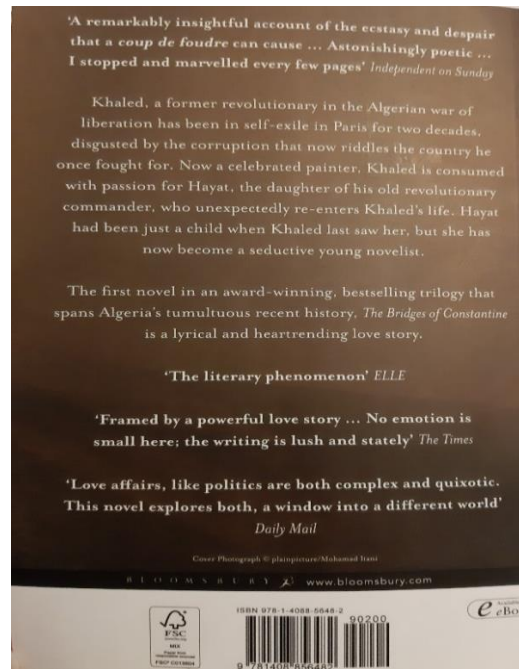 'A remarkably insightful account of the ecstasy and despair
that a coup de foudre can cause ... Astonishingly poetic ...
I stopped and marvelled every few pages' Independent on Sunday
Khaled, a former revolutionary in the Algerian war of
liberation has been in self-exile in Paris for two decades,
disgusted by the corruption that now riddles the country he
once fought for. Now a celebrated painter, Khaled is consumed
with passion for Hayat, the daughter of his old revolutionary
commander, who unexpectedly re-enters Khaled's life. Hayat
had been just a child when Khaled last saw her, but she has
now become a seductive young novelist.
The first novel in an award-winning, bestselling trilogy that
spans Algeria's tumultuous recent history, The Bridges of Constantine
is a lyrical and heartrending love story.
'The literary phenomenon' ELLE
'Framed by a powerful love story ... No emotion is
small here; the writing is lush and stately' The Times
'Love affairs, like politics are both complex and quixotic.
This novel explores both, a window into a different world'
Daily Mail
Cover Photograph © plainpicture/Mohamad Itani
BLOOMSBURY www.bloomsbury.com
FSC
MIX
ISBN 978-1-4088-5648-2
90200
9 781408 856482
e